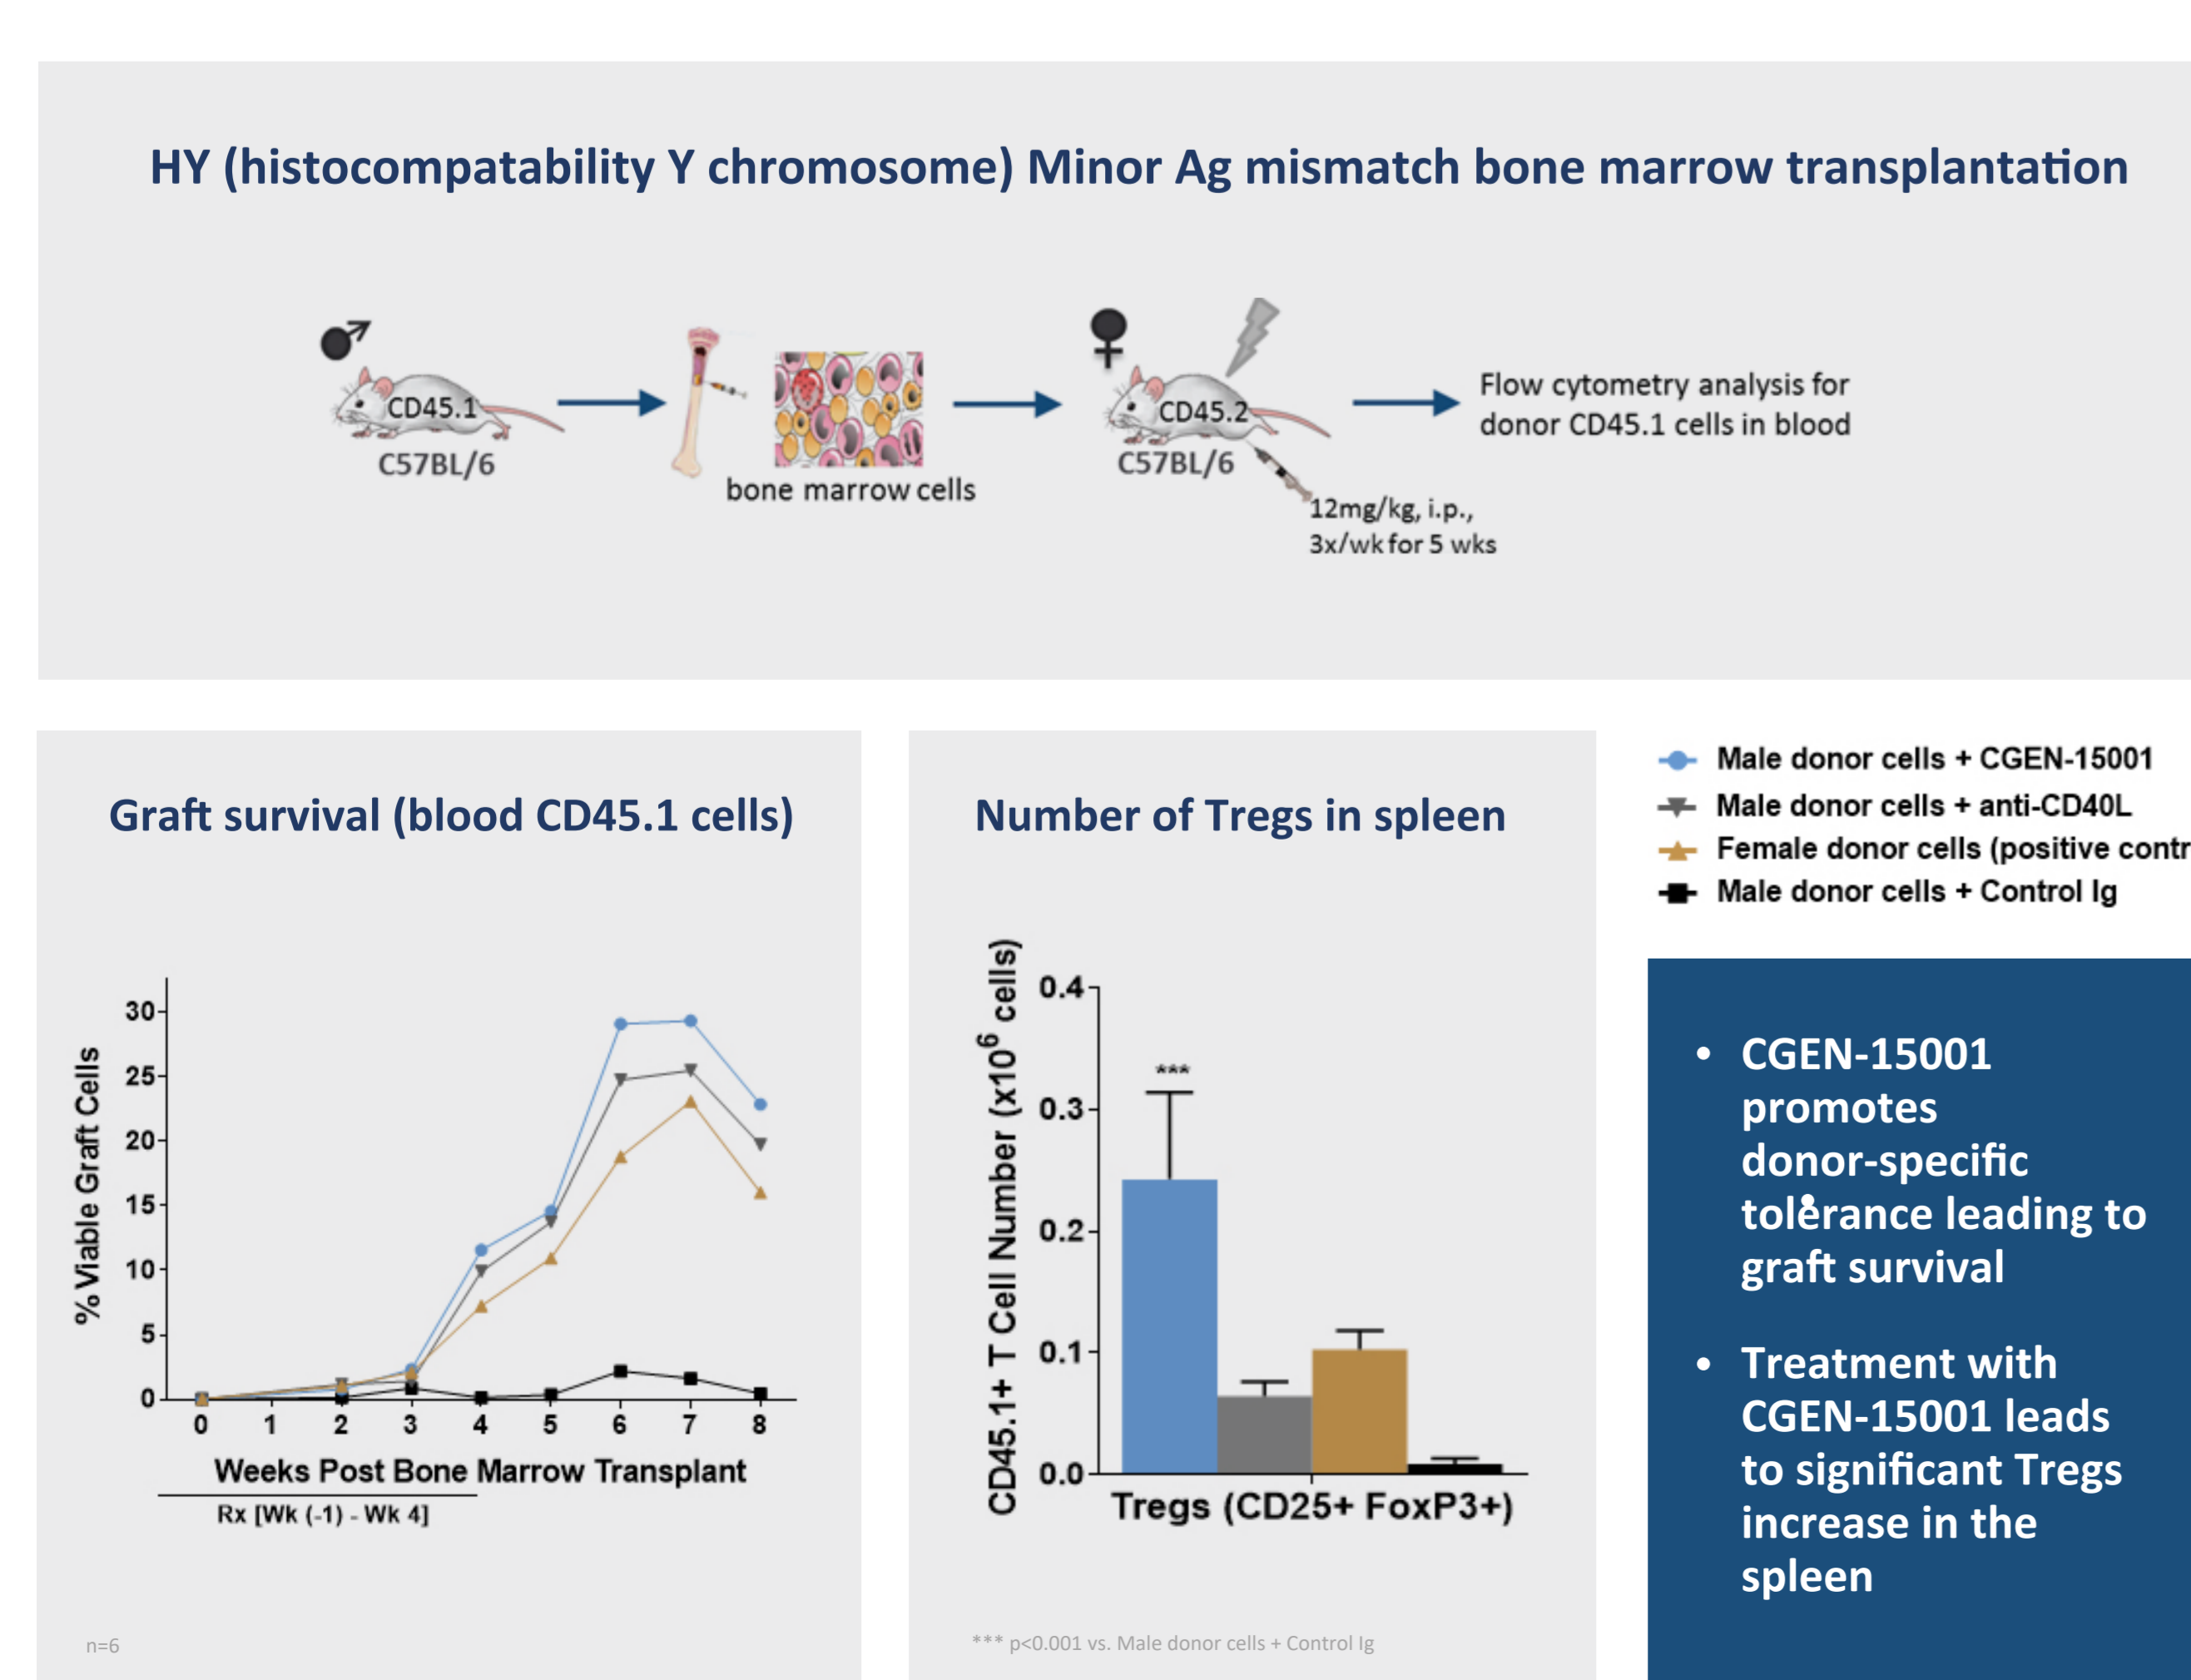 HY (histocompatability Y chromosome) Minor Ag mismatch bone marrow transplantation
CD45.1
C57BL/6
bone marrow cells
CD45.2
C57BL/6
12mg/kg, i.p.,
3x/wk for 5 wks
Flow cytometry analysis for
donor CD45.1 cells in blood
Graft survival (blood CD45.1 cells)
% Viable Graft Cells
30
25
20
15
10
5
0
0 1 2 3 4 5 6 7 8
Weeks Post Bone Marrow Transplant
Rx [Wk (-1) - Wk 4]
n=6
Number of Tregs in spleen
CD45.1+ T Cell Number (x10⁶ cells)
0.4
0.3
0.2
0.1
0.0
***
Tregs (CD25+ FoxP3+)
*** p<0.001 vs. Male donor cells + Control Ig
Male donor cells + CGEN-15001
Male donor cells + anti-CD40L
Female donor cells (positive contr
Male donor cells + Control Ig
• CGEN-15001
promotes
donor-specific
tolerance leading to
graft survival
• Treatment with
CGEN-15001 leads
to significant Tregs
increase in the
spleen